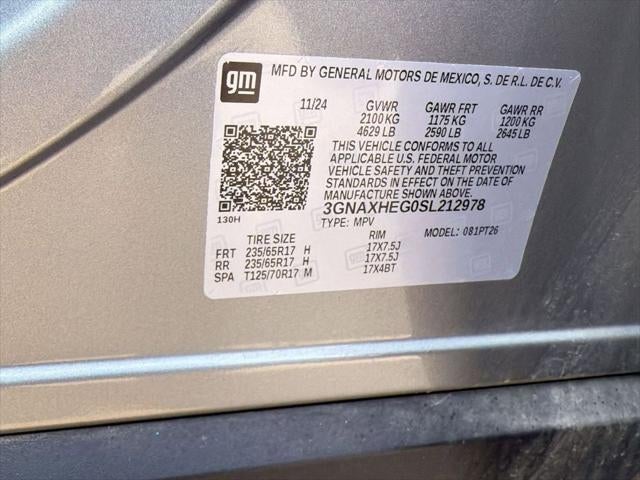 gm MFD BY GENERAL MOTORS DE MEXICO, S. DE R.L. DE C.V.
11/24 GVWR GAWR FRT GAWR RR
2100 KG 1175 KG 1200 KG
4629 LB 2590 LB 2645 LB
THIS VEHICLE CONFORMS TO ALL
APPLICABLE U.S. FEDERAL MOTOR
VEHICLE SAFETY AND THEFT PREVENTION
STANDARDS IN EFFECT ON THE DATE OF
MANUFACTURE SHOWN ABOVE.
130H 3GNAXHEG0SL212978
TYPE: MPV MODEL: 081PT26
TIRE SIZE RIM
FRT 235/65R17 H 17X7.5J
RR 235/65R17 H 17X7.5J
SPA T125/70R17 M 17X4BT